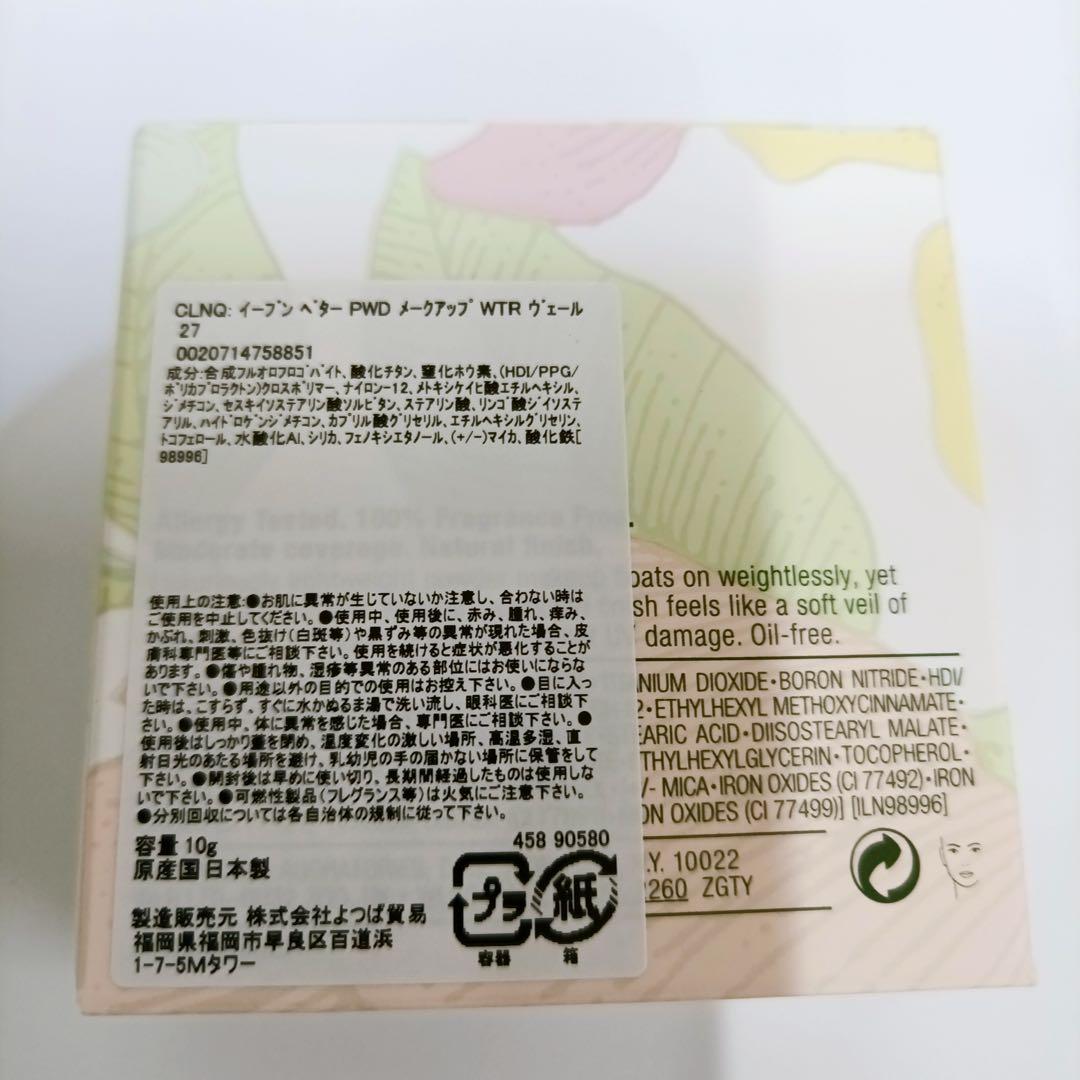 CLNQ: イーブン ベター PWD メークアップ WTR ヴェール
27
0020714758851
成分:合成フルオロフロゴパイト、酸化チタン、窒化ホウ素、(HDI/PPG/
ポリカプロラクトン)クロスポリマー、ナイロン-12、メトキシケイヒ酸エチルヘキシル、
ジメチコン、セスキイソステアリン酸ソルビタン、ステアリン酸、リンゴ酸ジイソステ
アリル、ハイドロゲンジメチコン、カプリル酸グリセリル、エチルヘキシルグリセリン、
トコフェロール、水酸化Al、シリカ、フェノキシエタノール、(+/-)マイカ、酸化鉄[
98996]
Allergy Tested. 100% Fragrance Free.
Moderate coverage. Natural finish.
oats on weightlessly, yet
sh feels like a soft veil of
damage. Oil-free.
使用上の注意:●お肌に異常が生じていないか注意し、合わない時は
ご使用を中止してください。●使用中、使用後に、赤み、腫れ、痒み、
かぶれ、刺激、色抜け(白斑等)や黒ずみ等の異常が現れた場合、皮
膚科専門医等にご相談下さい。使用を続けると症状が悪化することが
あります。●傷や腫れ物、湿疹等異常のある部位にはお使いにならな
いで下さい。●用途以外の目的での使用はお控え下さい。●目に入っ
た時は、こすらず、すぐに水かぬるま湯で洗い流し、眼科医にご相談下
さい。●使用中、体に異常を感じた場合、専門医にご相談下さい。●
使用後はしっかり蓋を閉め、温度変化の激しい場所、高温多湿、直
射日光のあたる場所を避け、乳幼児の手の届かない場所に保管をして
下さい。●開封後は早めに使い切り、長期間経過したものは使用しな
いで下さい。●可燃性製品(フレグランス等)は火気にご注意下さい。
●分別回収については各自治体の規制に従って下さい。
ANIUM DIOXIDE•BORON NITRIDE•HDI/
2•ETHYLHEXYL METHOXYCINNAMATE•
EARIC ACID•DIISOSTEARYL MALATE•
THYLHEXYLGLYCERIN•TOCOPHEROL•
/- MICA•IRON OXIDES (CI 77492)•IRON
ON OXIDES (CI 77499)] [ILN98996]
容量 10g
458 90580
原産国日本製
プラ
紙
容器
箱
製造販売元 株式会社よつば貿易
福岡県福岡市早良区百道浜
1-7-5Mタワー
.Y. 10022
2260 ZGTY